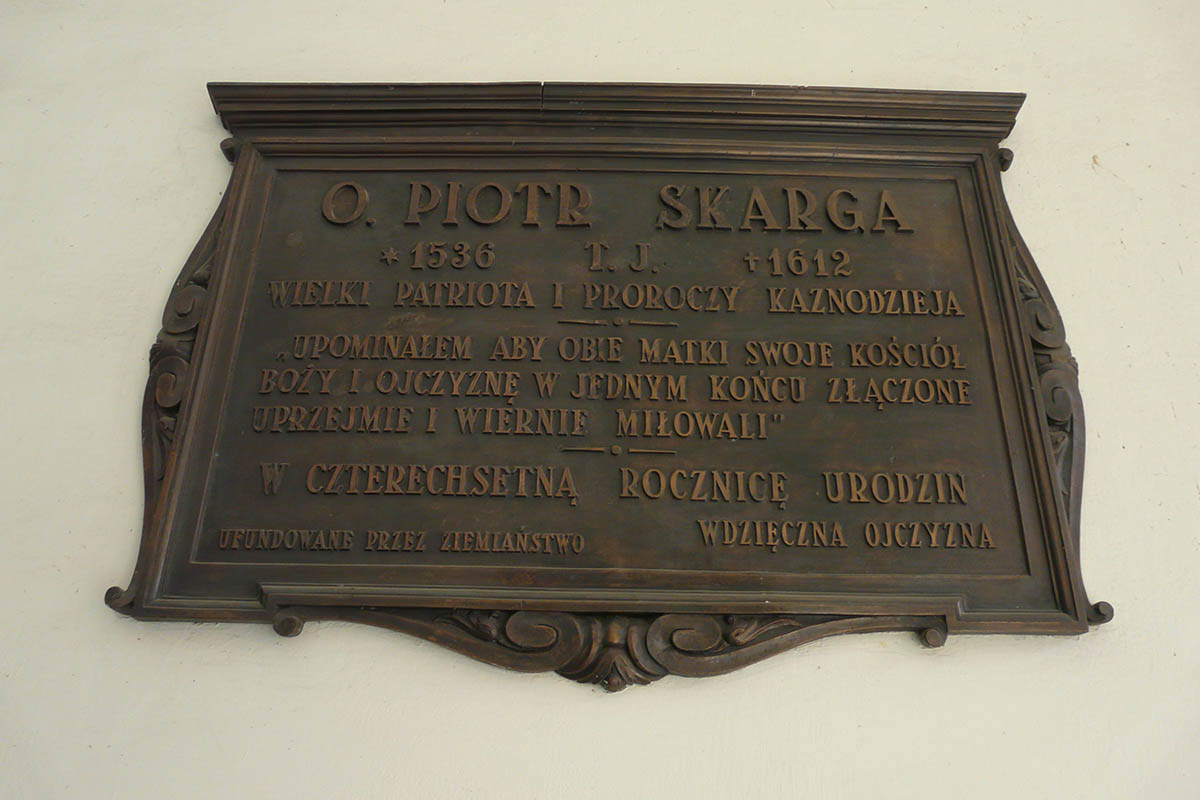 O. PIOTR SKARGA
*1536 T. J. †1612
WIELKI PATRIOTA I PROROCZY KAZNODZIEJA
„UPOMINAŁEM ABY OBIE MATKI SWOJE KOŚCIÓŁ
BOŻY I OJCZYZNĘ W JEDNYM KOŃCU ZŁĄCZONE
UPRZEJMIE I WIERNIE MIŁOWALI"
W CZTERECHSETNĄ ROCZNICĘ URODZIN
UFUNDOWANE PRZEZ ZIEMIAŃSTWO WDZIĘCZNA OJCZYZNA